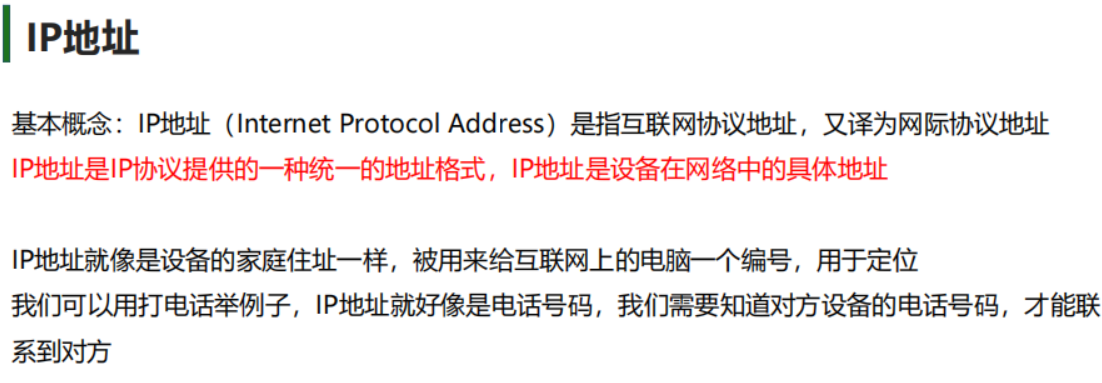 IP地址
基本概念：IP地址（Internet Protocol Address）是指互联网协议地址，又译为网际协议地址
IP地址是IP协议提供的一种统一的地址格式，IP地址是设备在网络中的具体地址
IP地址就像是设备的家庭住址一样，被用来给互联网上的电脑一个编号，用于定位
我们可以用打电话举例子，IP地址就好像是电话号码，我们需要知道对方设备的电话号码，才能联
系到对方